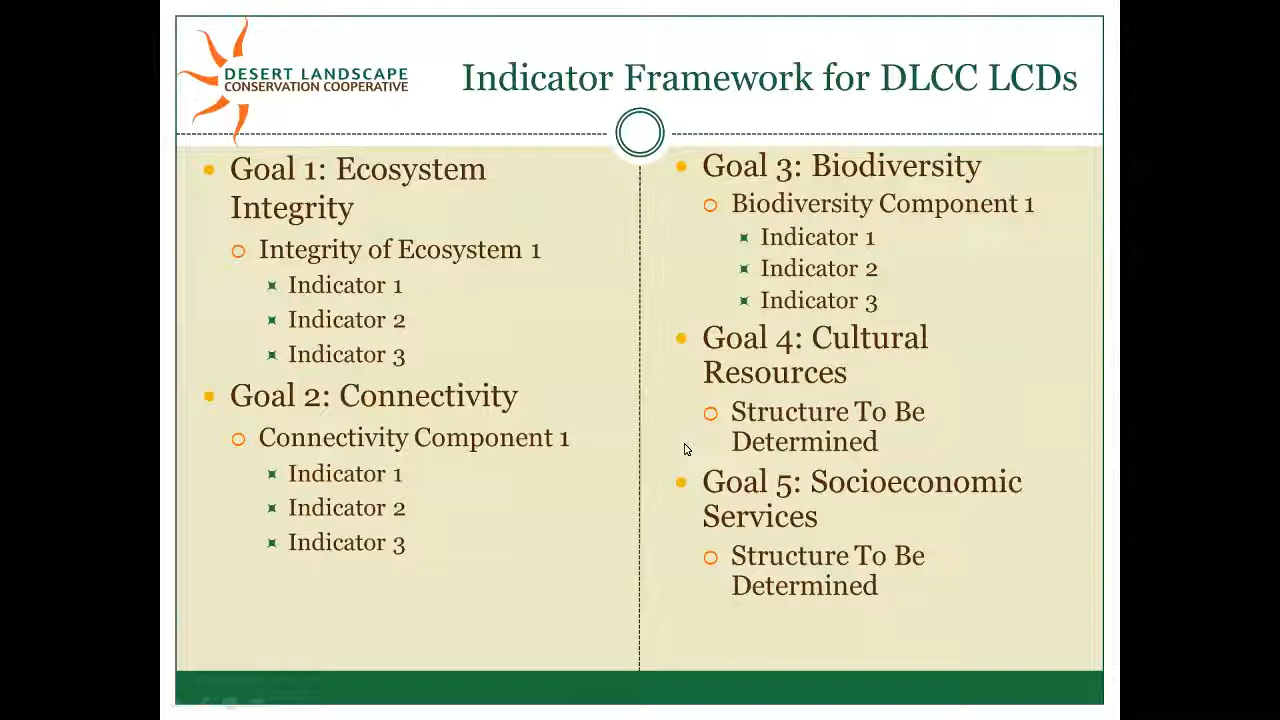 DESERT LANDSCAPE
CONSERVATION COOPERATIVE
Indicator Framework for DLCC LCDs
Goal 1: Ecosystem
Integrity
Integrity of Ecosystem 1
Indicator 1
Indicator 2
Indicator 3
Goal 2: Connectivity
Connectivity Component 1
Indicator 1
Indicator 2
Indicator 3
Goal 3: Biodiversity
Biodiversity Component 1
Indicator 1
Indicator 2
Indicator 3
Goal 4: Cultural
Resources
Structure To Be
Determined
Goal 5: Socioeconomic
Services
Structure To Be
Determined